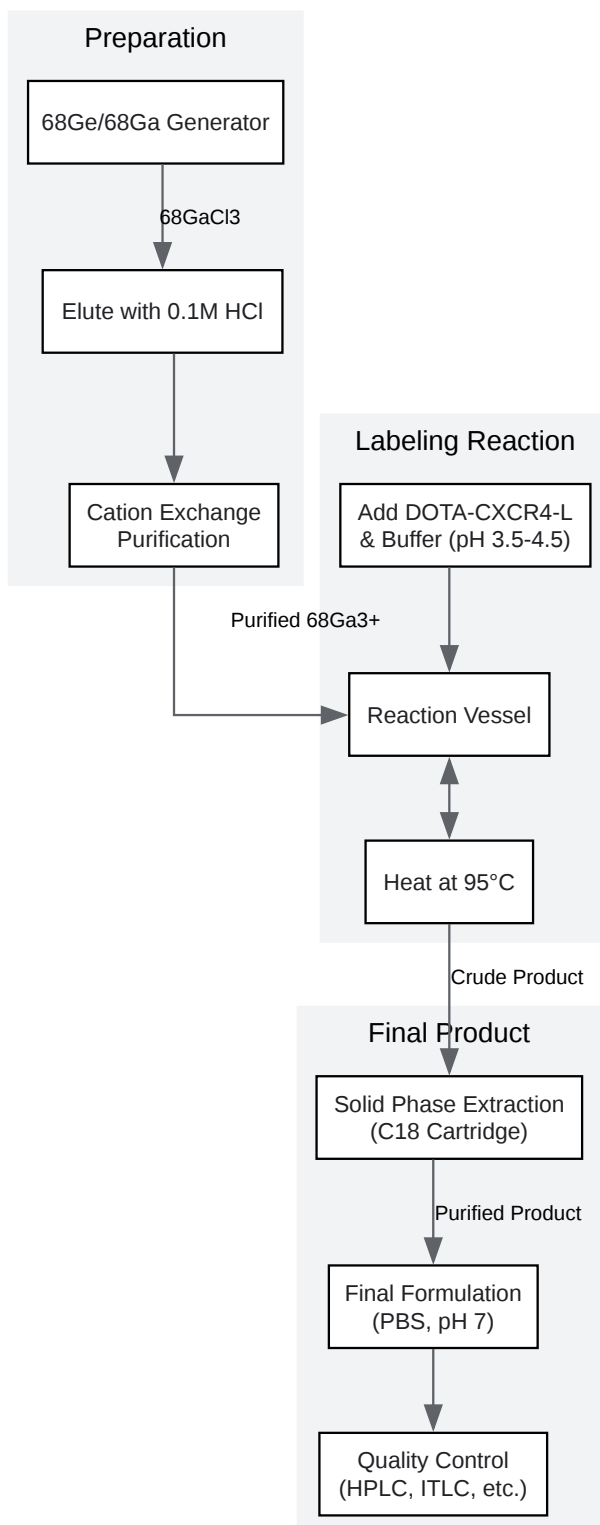 Preparation
68Ge/68Ga Generator
68GaCl3
Elute with 0.1M HCl
Cation Exchange
Purification
Purified 68Ga3+
Labeling Reaction
Add DOTA-CXCR4-L
& Buffer (pH 3.5-4.5)
Reaction Vessel
Heat at 95°C
Crude Product
Final Product
Solid Phase Extraction
(C18 Cartridge)
Purified Product
Final Formulation
(PBS, pH 7)
Quality Control
(HPLC, ITLC, etc.)